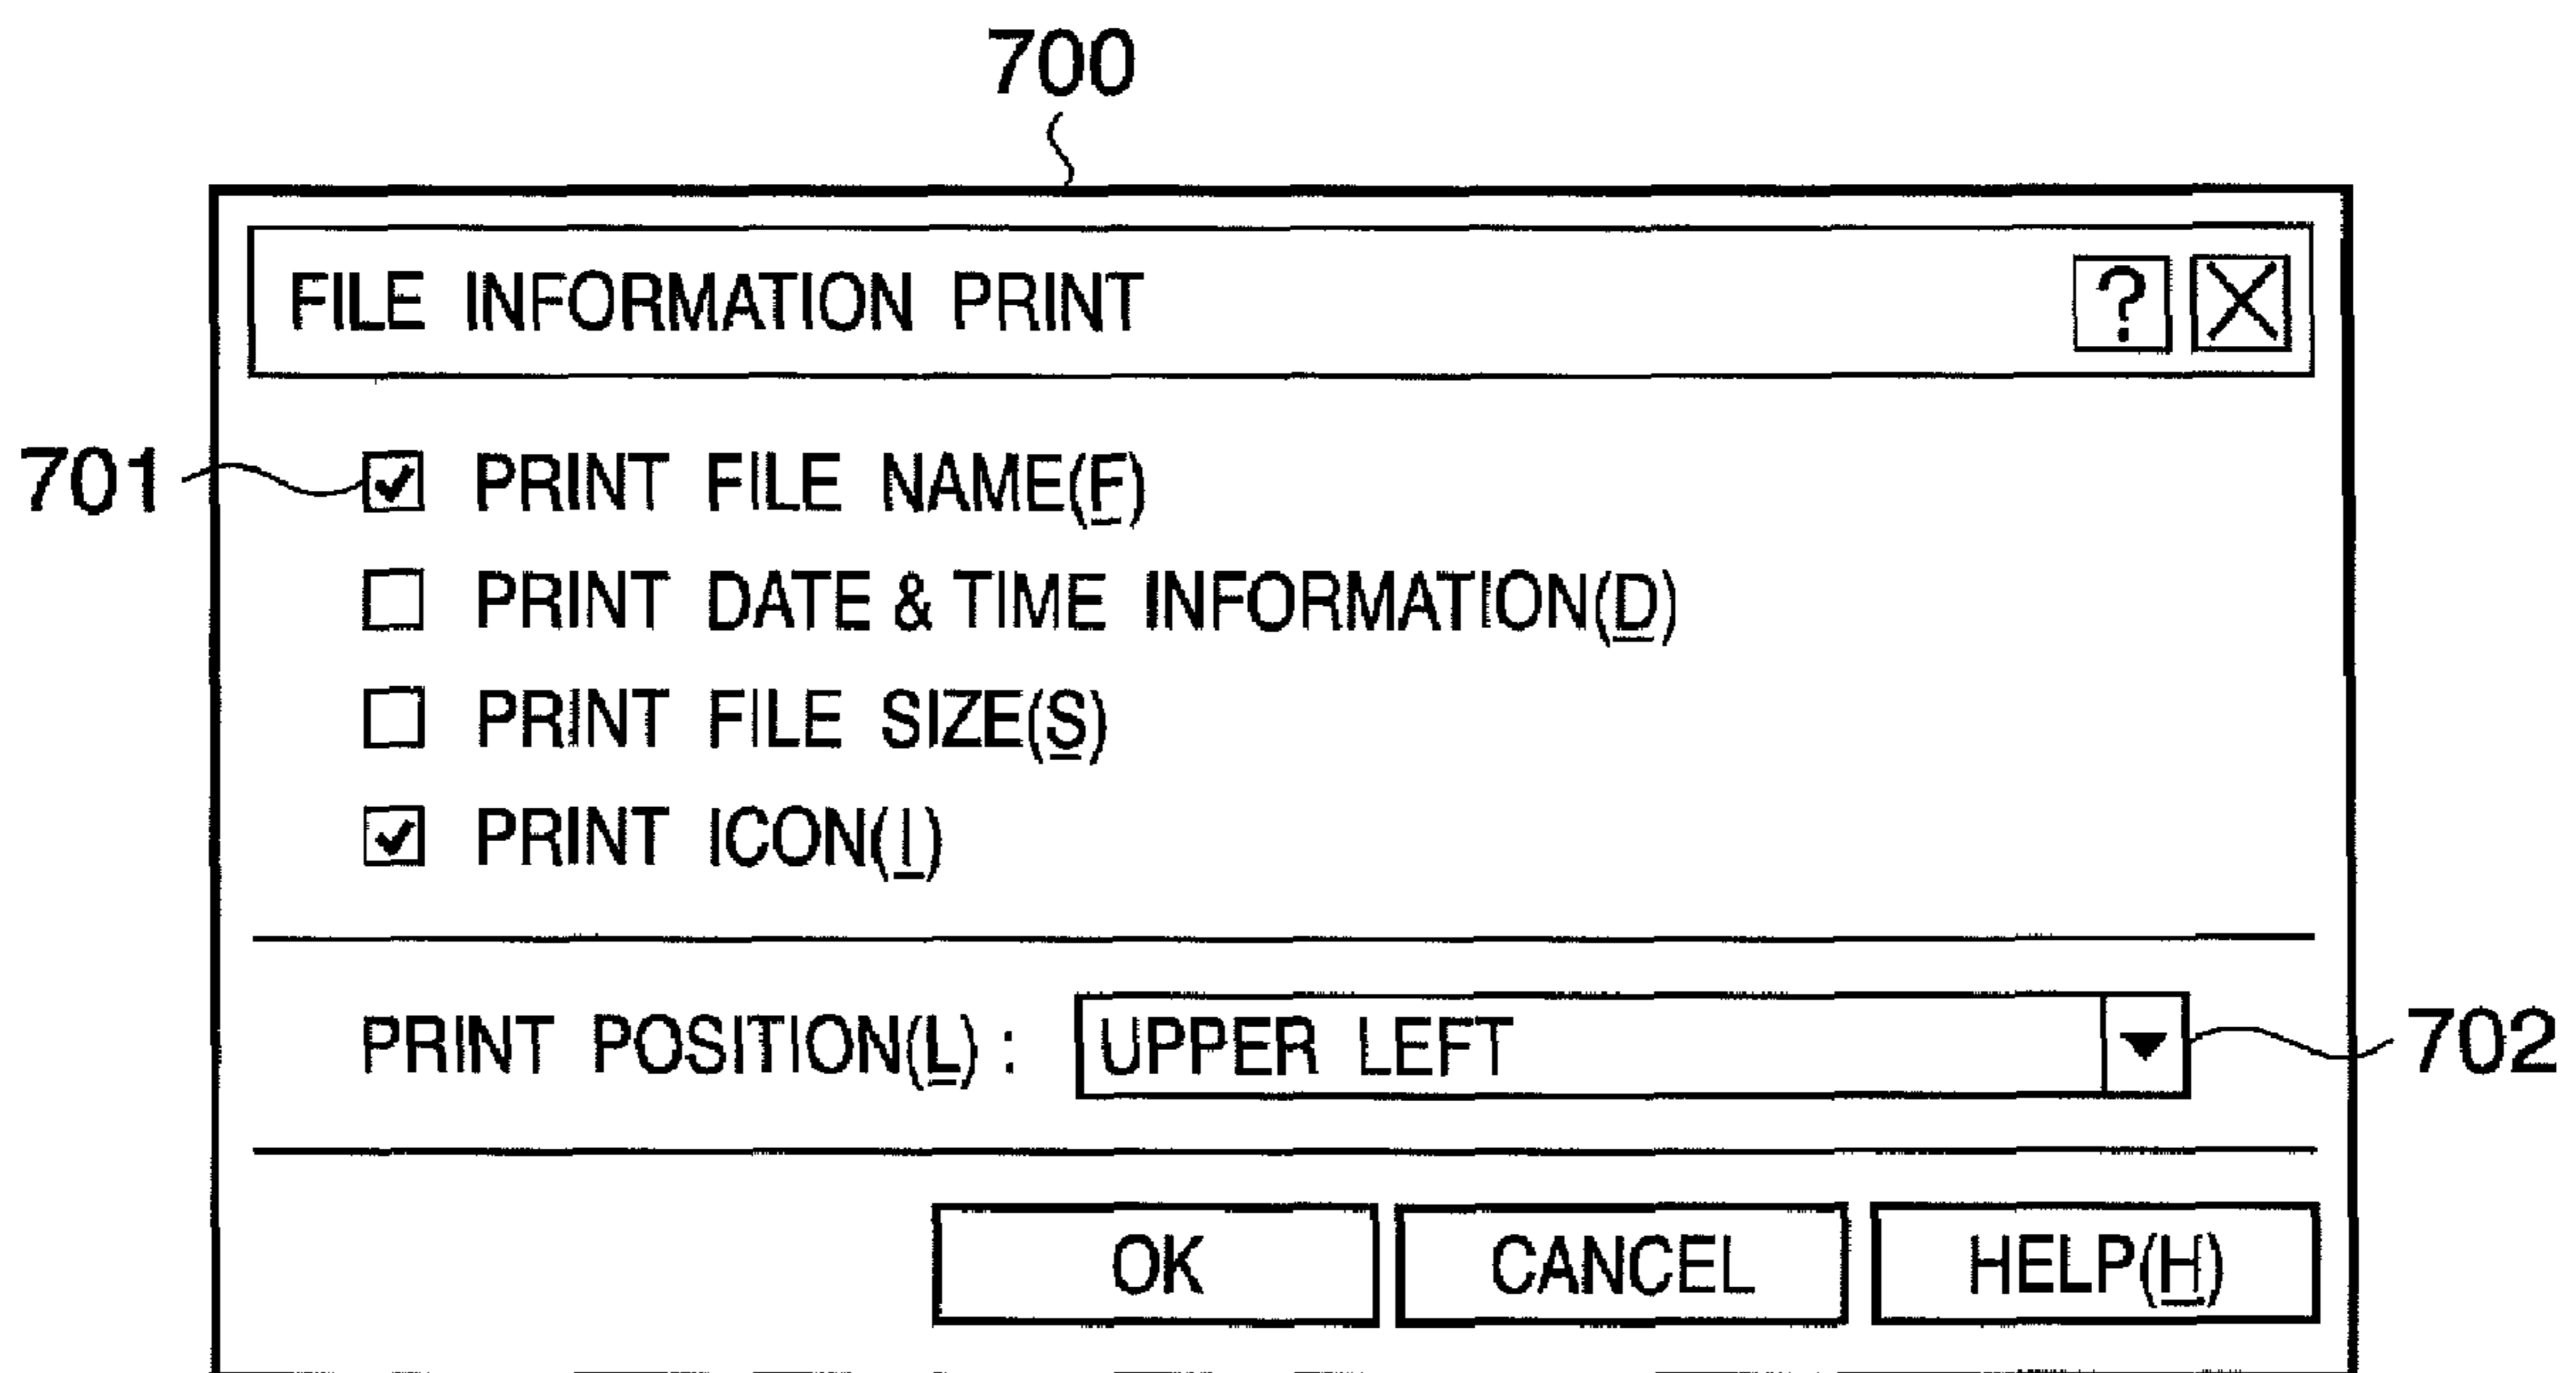 700
FILE INFORMATION PRINT ?
701 PRINT FILE NAME(F)
PRINT DATE & TIME INFORMATION(D)
PRINT FILE SIZE(S)
PRINT ICON(I)
PRINT POSITION(L) : UPPER LEFT 702
OK CANCEL HELP(H)